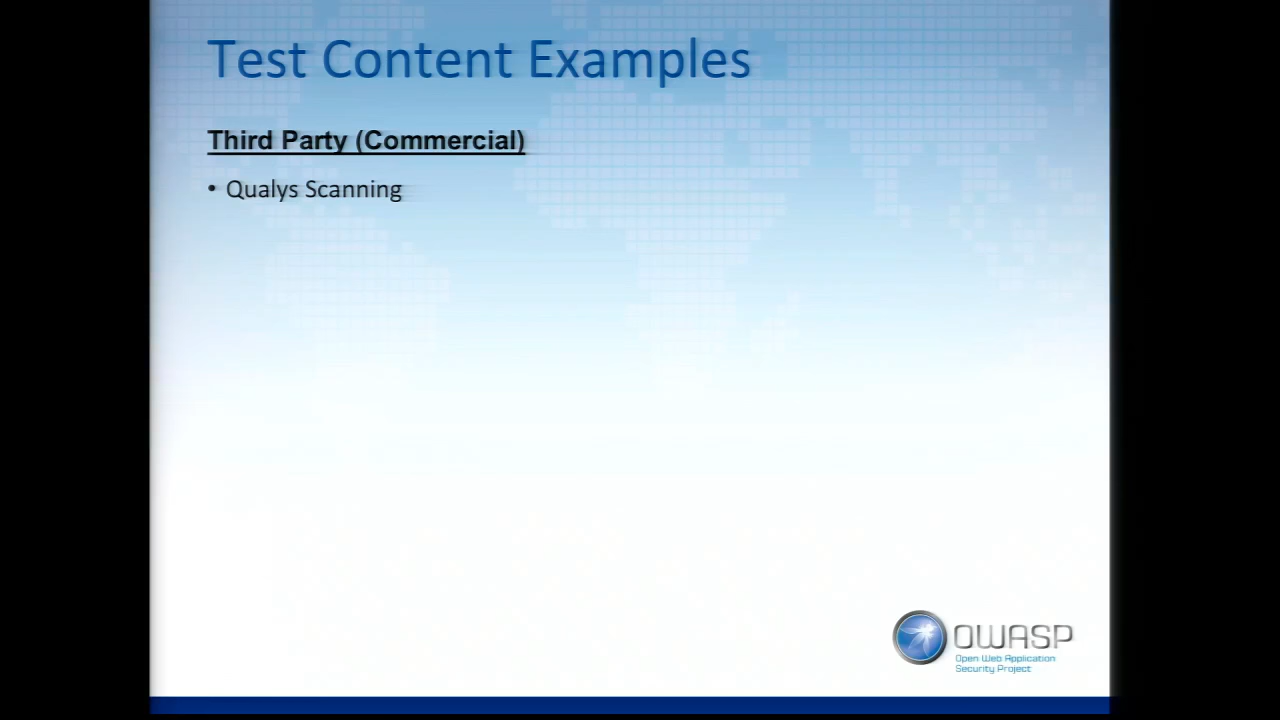 Test Content Examples
Third Party (Commercial)
• Qualys Scanning
OWASP
Open Web Application
Security Project